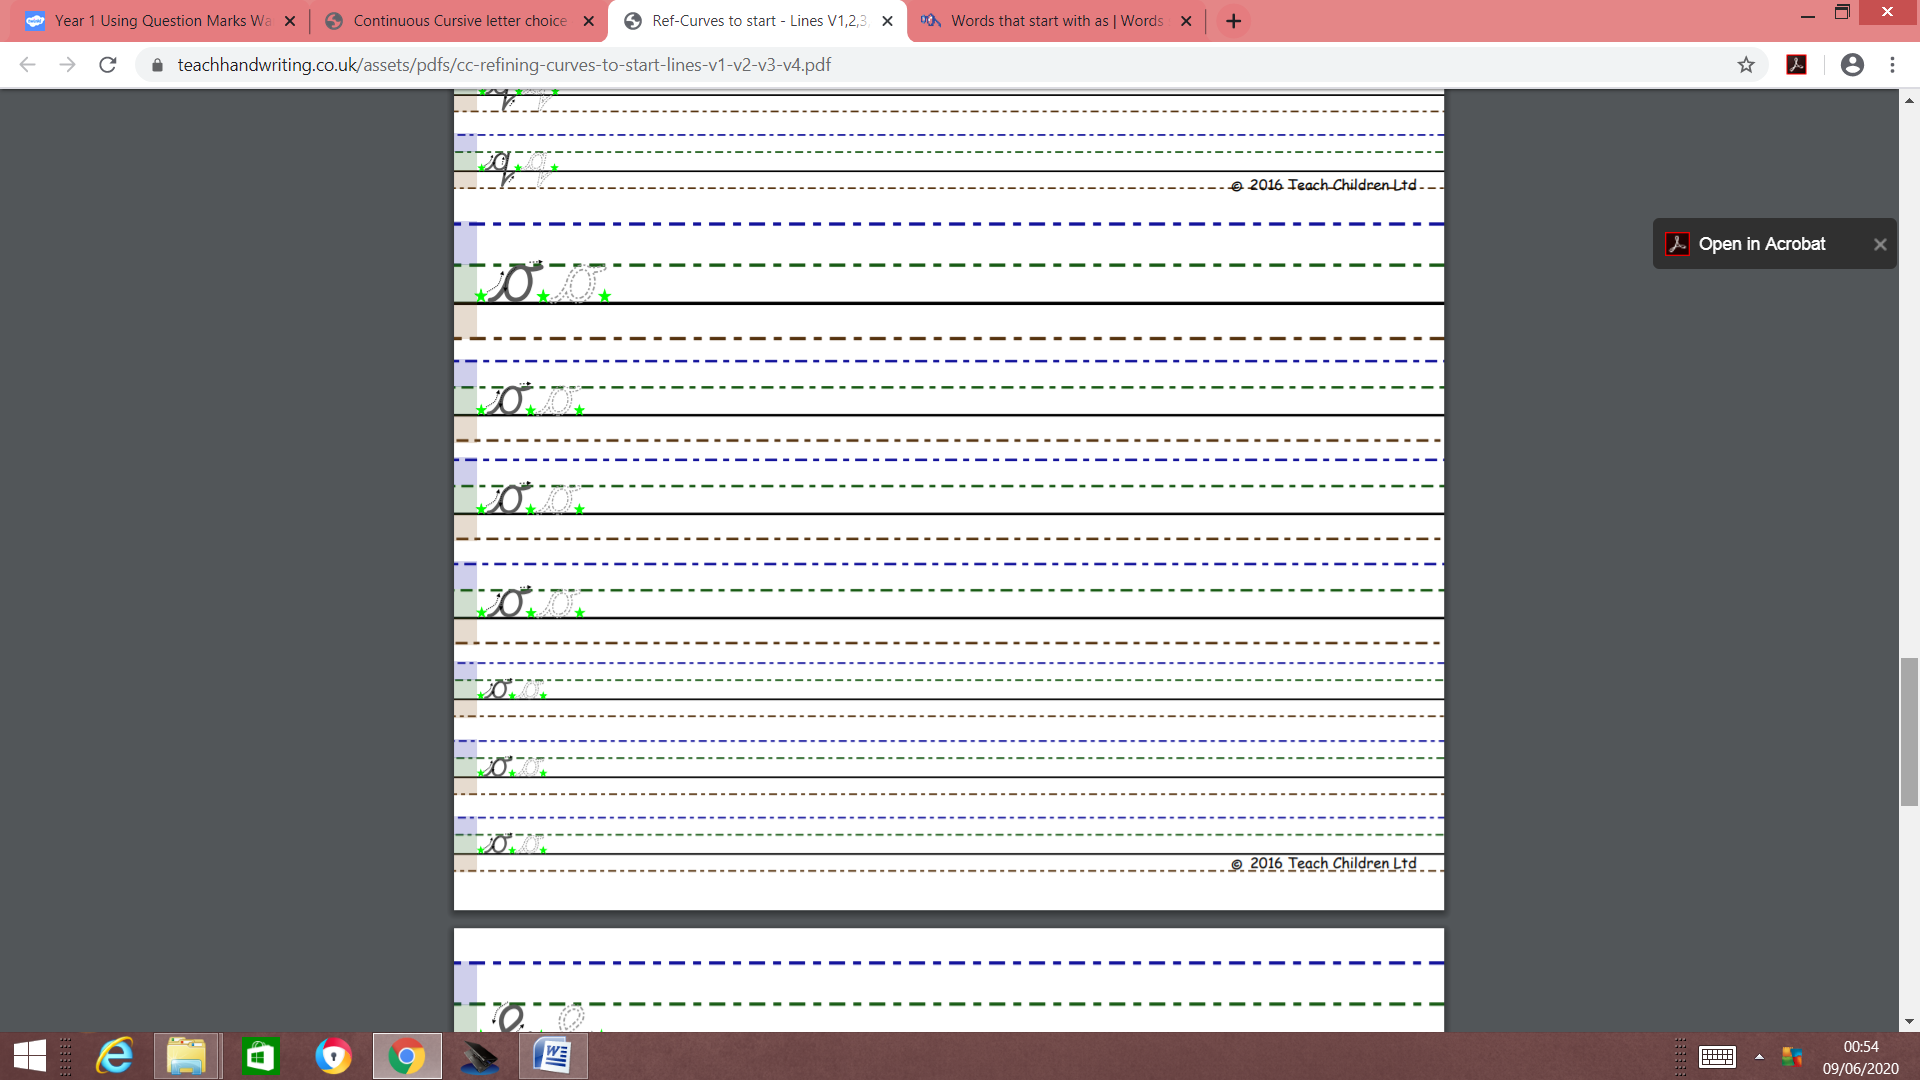 Year 1 Using Question Marks Wa
Continuous Cursive letter choice
Ref-Curves to start - Lines V1,2,3,
Words that start with as | Words
teachhandwriting.co.uk/assets/pdfs/cc-refining-curves-to-start-lines-v1-v2-v3-v4.pdf
q q
q q
© 2016 Teach Children Ltd
Open in Acrobat
o o
o o
o o
o o
o o
o o
o o
© 2016 Teach Children Ltd
e e
00:54
09/06/2020